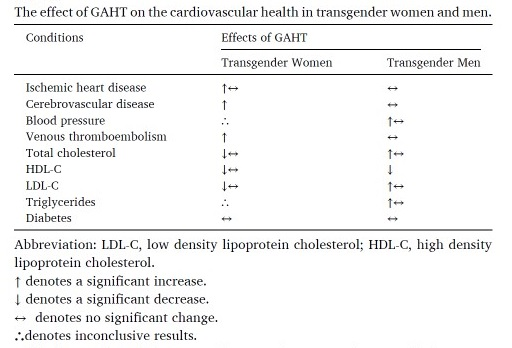 The effect of GAHT on the cardiovascular health in transgender women and men.
Conditions Effects of GAHT
Transgender Women Transgender Men
Ischemic heart disease ↑↔ ↔
Cerebrovascular disease ↑ ↔
Blood pressure ∴ ↑↔
Venous thromboembolism ↑ ↔
Total cholesterol ↓↔ ↑↔
HDL-C ↓↔ ↓
LDL-C ↓↔ ↑↔
Triglycerides ∴ ↑↔
Diabetes ↔ ↔
Abbreviation: LDL-C, low density lipoprotein cholesterol; HDL-C, high density
lipoprotein cholesterol.
↑ denotes a significant increase.
↓ denotes a significant decrease.
↔ denotes no significant change.
∴denotes inconclusive results.